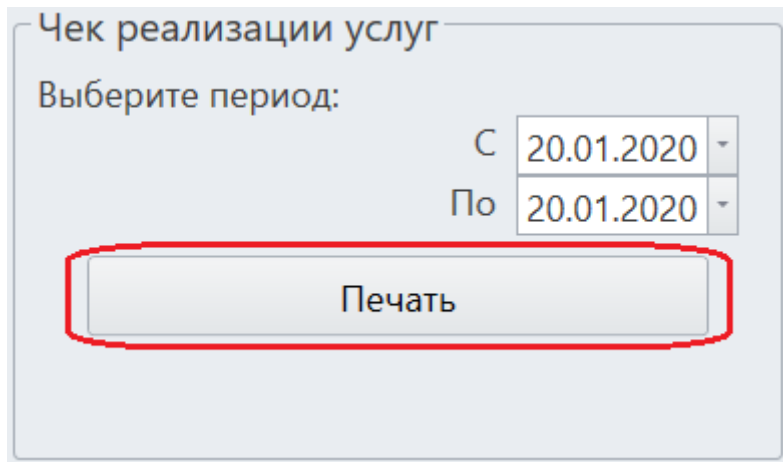 Чек реализации услуг
Выберите период:
С 20.01.2020
По 20.01.2020
Печать